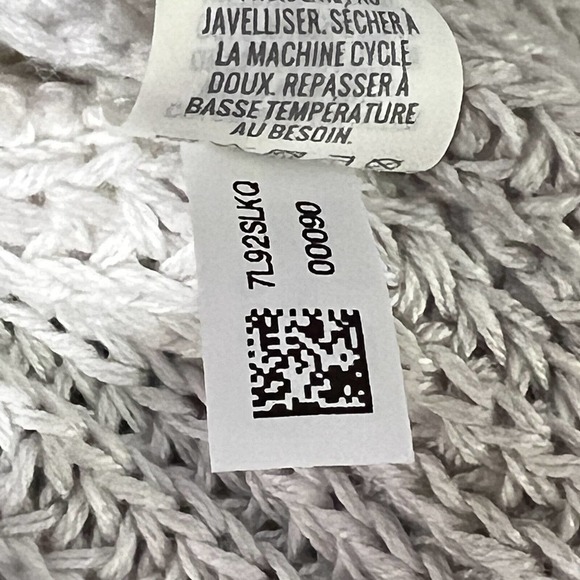 JAVELLISER. SÉCHER À
LA MACHINE CYCLE
DOUX. REPASSER À
BASSE TEMPÉRATURE
AU BESOIN.
7L92SLKQ
00090